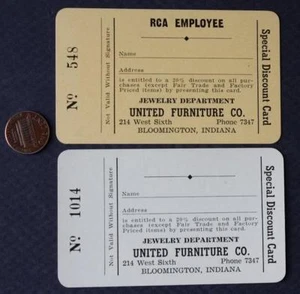 Nº 548
Not Valid Without Signature
RCA EMPLOYEE
Name
Address
is entitled to a 20% discount on all pur-
chases (except Fair Trade and Factory
Priced items) by presenting this card.
JEWELRY DEPARTMENT
UNITED FURNITURE CO.
214 West Sixth Phone 7347
BLOOMINGTON, INDIANA
Special Discount Card
Nº 1014
Not Valid Without Signature
Name
Address
is entitled to a 20% discount on all pur-
chases (except Fair Trade and Factory
Priced items) by presenting this card.
JEWELRY DEPARTMENT
UNITED FURNITURE CO.
214 West Sixth Phone 7347
BLOOMINGTON, INDIANA
Special Discount Card